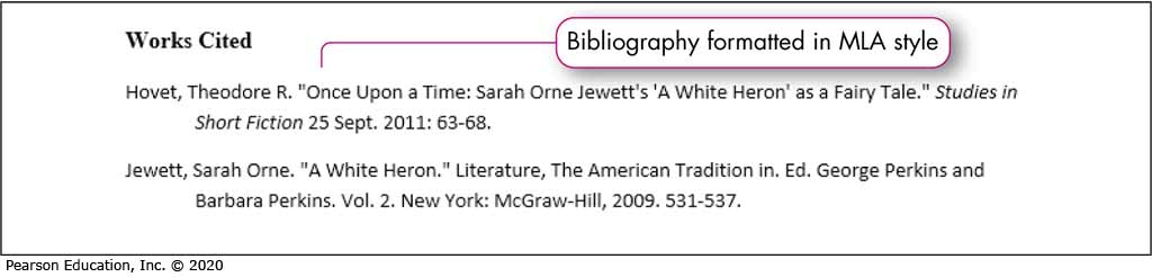 Works Cited
Bibliography formatted in MLA style
Hovet, Theodore R. "Once Upon a Time: Sarah Orne Jewett's 'A White Heron' as a Fairy Tale." Studies in
Short Fiction 25 Sept. 2011: 63-68.
Jewett, Sarah Orne. "A White Heron." Literature, The American Tradition in. Ed. George Perkins and
Barbara Perkins. Vol. 2. New York: McGraw-Hill, 2009. 531-537.
Pearson Education, Inc. © 2020